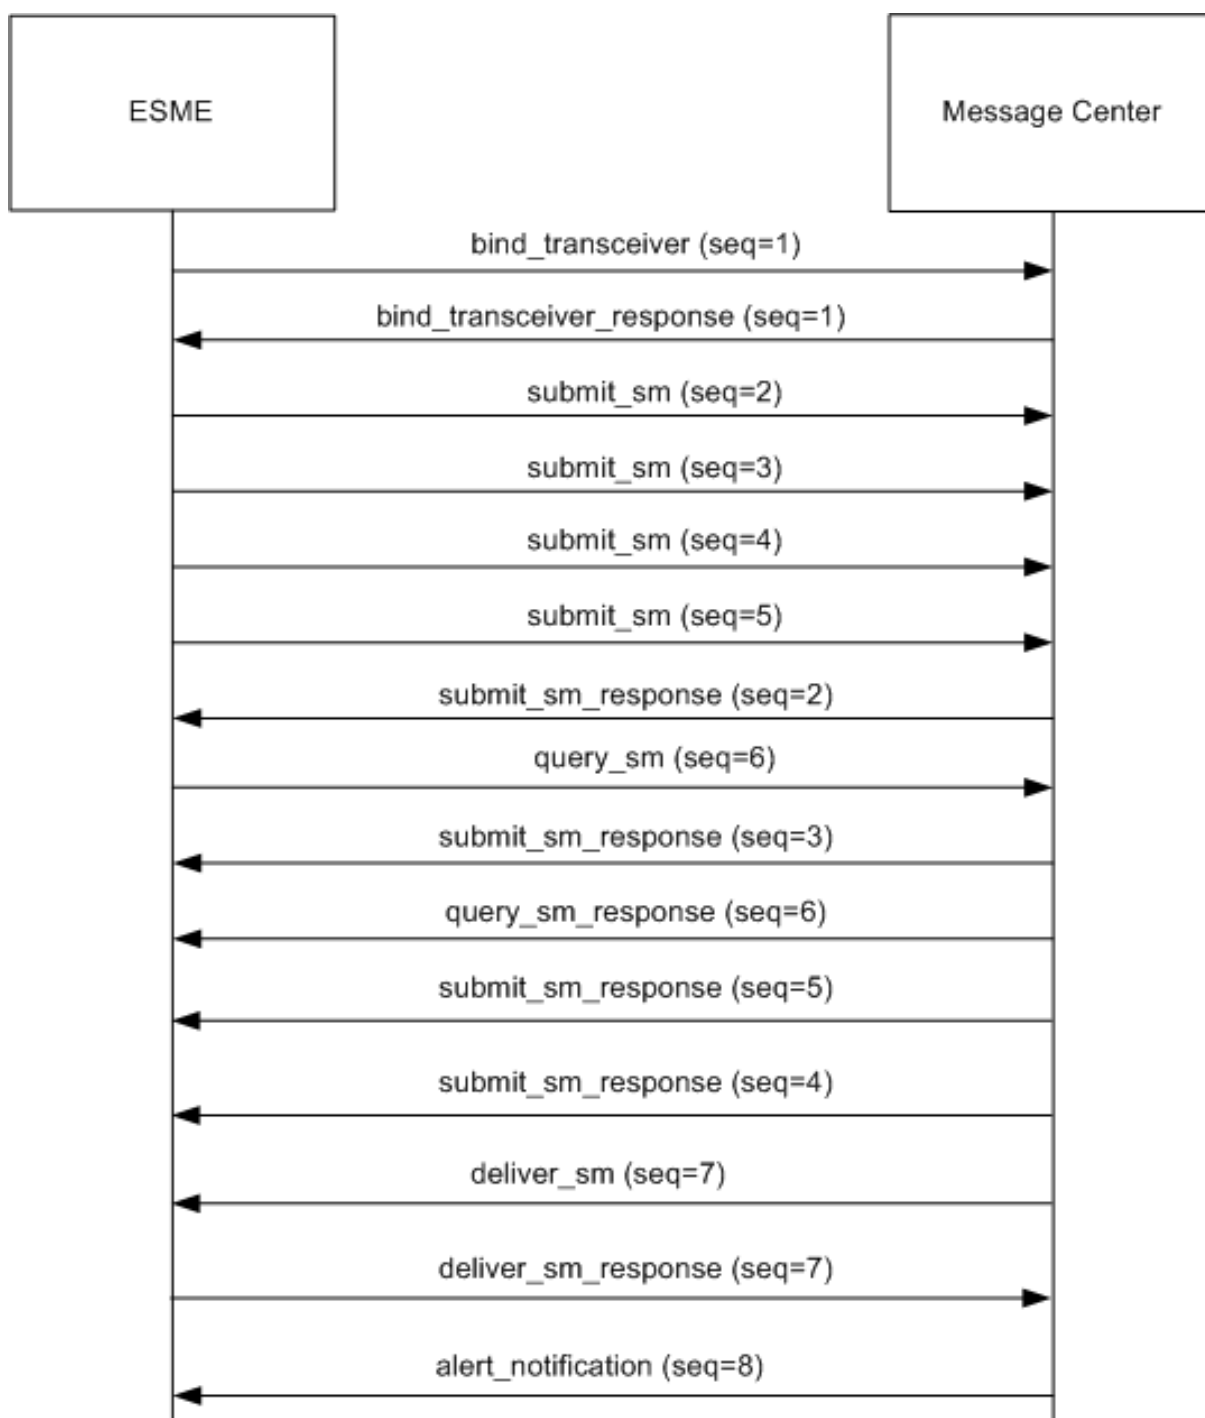 ESME
Message Center
bind_transceiver (seq=1)
bind_transceiver_response (seq=1)
submit_sm (seq=2)
submit_sm (seq=3)
submit_sm (seq=4)
submit_sm (seq=5)
submit_sm_response (seq=2)
query_sm (seq=6)
submit_sm_response (seq=3)
query_sm_response (seq=6)
submit_sm_response (seq=5)
submit_sm_response (seq=4)
deliver_sm (seq=7)
deliver_sm_response (seq=7)
alert_notification (seq=8)